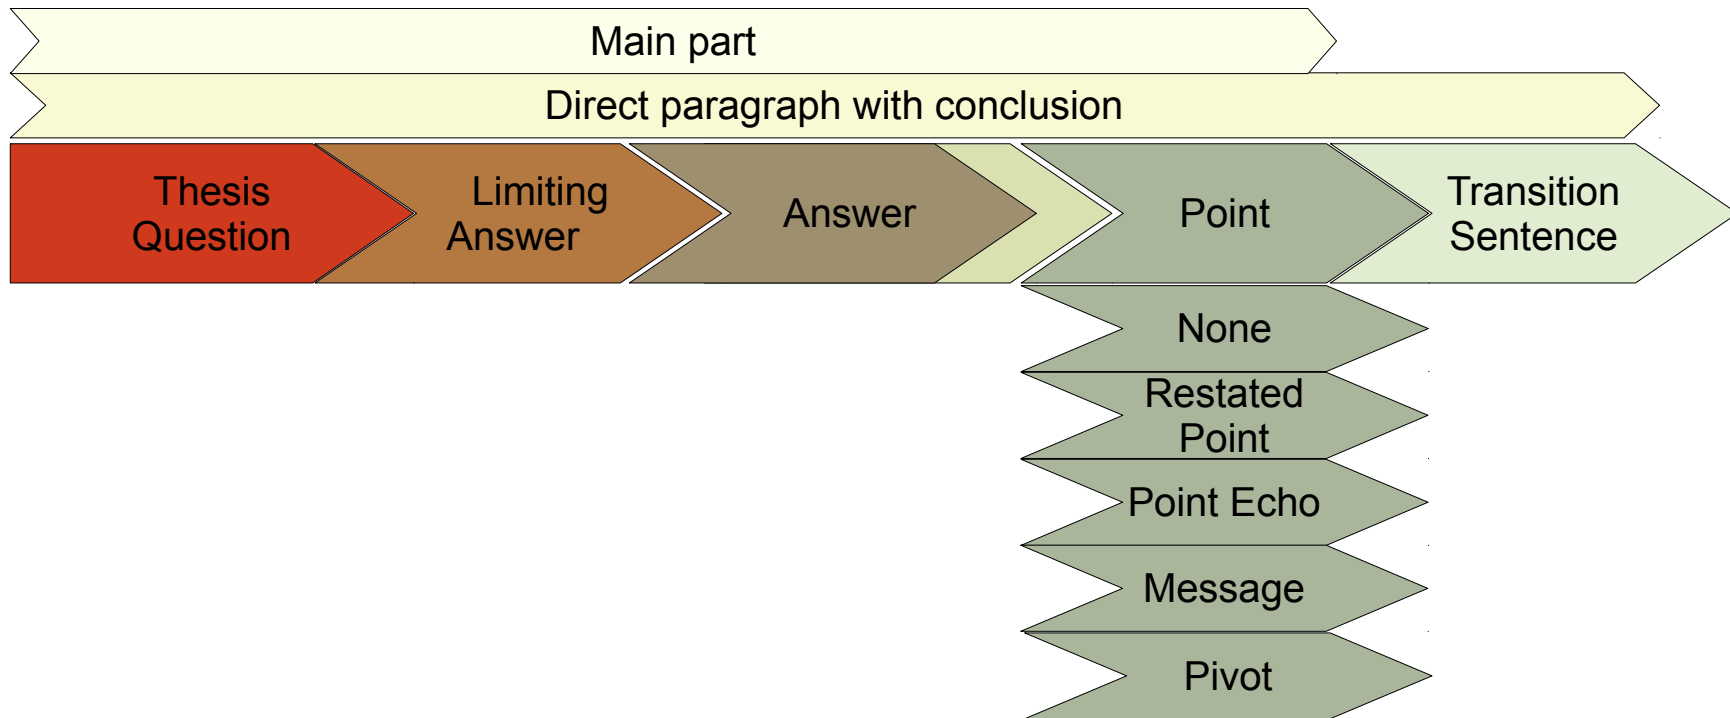 Main part
Direct paragraph with conclusion
Thesis
Question
Limiting
Answer
Answer
Point
Transition
Sentence
None
Restated
Point
Point Echo
Message
Pivot